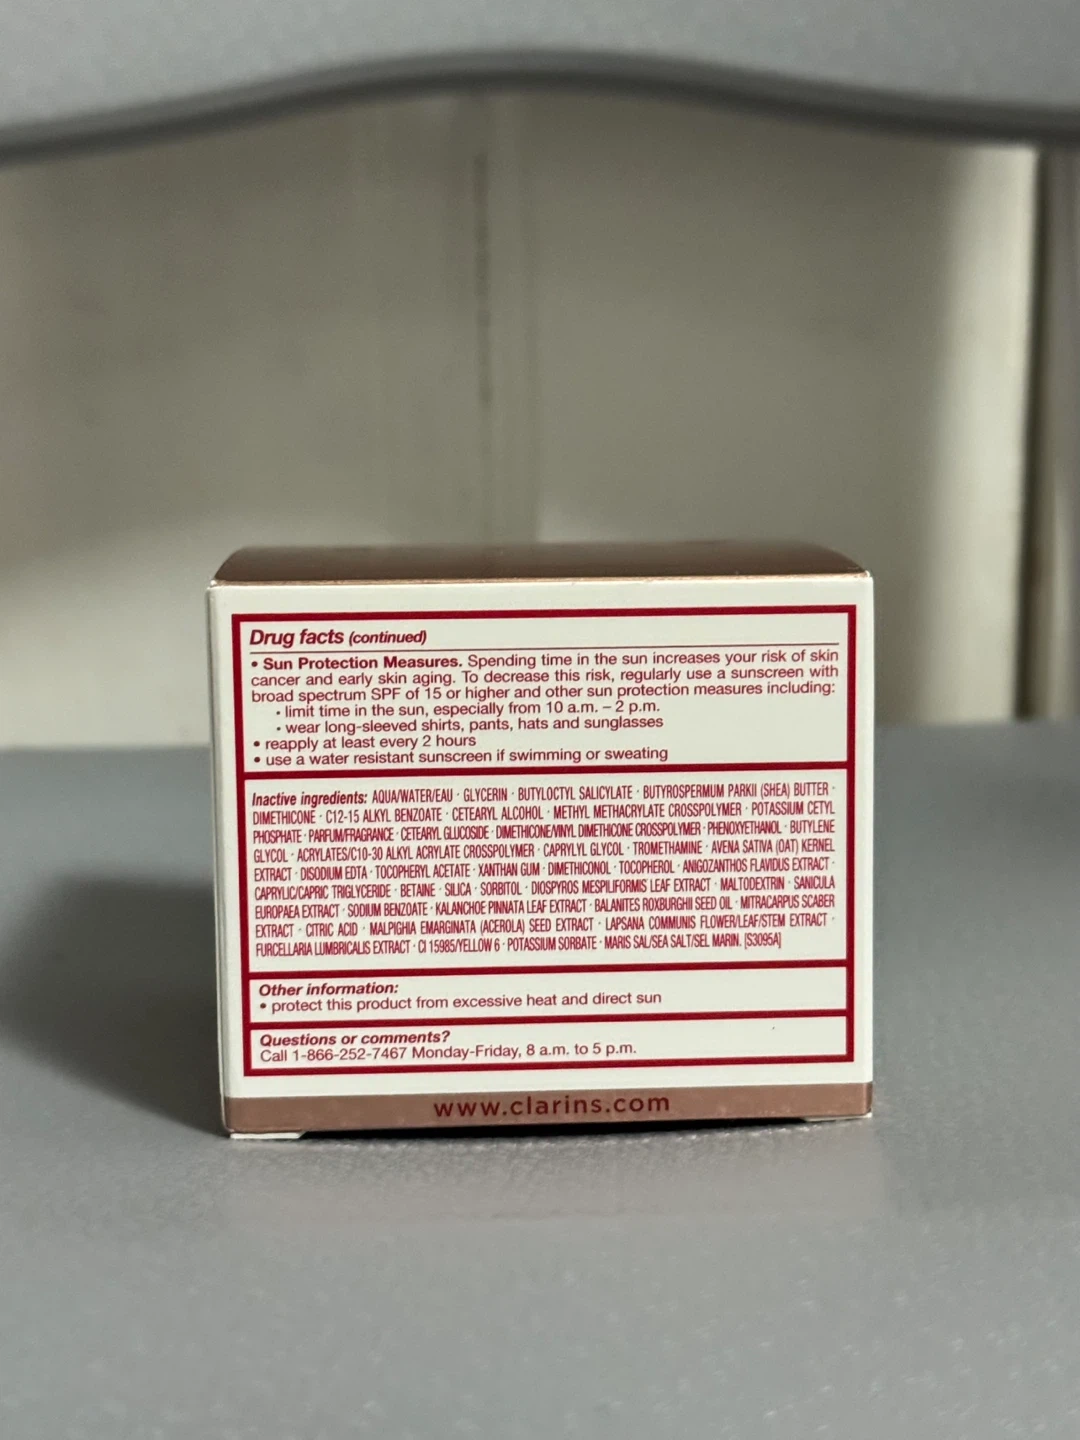 Drug facts (continued)
• Sun Protection Measures. Spending time in the sun increases your risk of skin
cancer and early skin aging. To decrease this risk, regularly use a sunscreen with
broad spectrum SPF of 15 or higher and other sun protection measures including:
• limit time in the sun, especially from 10 a.m. – 2 p.m.
• wear long-sleeved shirts, pants, hats and sunglasses
• reapply at least every 2 hours
• use a water resistant sunscreen if swimming or sweating
Inactive ingredients: AQUA/WATER/EAU · GLYCERIN · BUTYLOCTYL SALICYLATE · BUTYROSPERMUM PARKII (SHEA) BUTTER ·
DIMETHICONE · C12-15 ALKYL BENZOATE · CETEARYL ALCOHOL · METHYL METHACRYLATE CROSSPOLYMER · POTASSIUM CETYL
PHOSPHATE · PARFUM/FRAGRANCE · CETEARYL GLUCOSIDE · DIMETHICONE/VINYL DIMETHICONE CROSSPOLYMER · PHENOXYETHANOL · BUTYLENE
GLYCOL · ACRYLATES/C10-30 ALKYL ACRYLATE CROSSPOLYMER · CAPRYLYL GLYCOL · TROMETHAMINE · AVENA SATIVA (OAT) KERNEL
EXTRACT · DISODIUM EDTA · TOCOPHERYL ACETATE · XANTHAN GUM · DIMETHICONOL · TOCOPHEROL · ANIGOZANTHOS FLAVIDUS EXTRACT ·
CAPRYLIC/CAPRIC TRIGLYCERIDE · BETAINE · SILICA · SORBITOL · DIOSPYROS MESPILIFORMIS LEAF EXTRACT · MALTODEXTRIN · SANICULA
EUROPAEA EXTRACT · SODIUM BENZOATE · KALANCHOE PINNATA LEAF EXTRACT · BALANITES ROXBURGHII SEED OIL · MITRACARPUS SCABER
EXTRACT · CITRIC ACID · MALPIGHIA EMARGINATA (ACEROLA) SEED EXTRACT · LAPSANA COMMUNIS FLOWER/LEAF/STEM EXTRACT ·
FURCELLARIA LUMBRICALIS EXTRACT · CI 15985/YELLOW 6 · POTASSIUM SORBATE · MARIS SAL/SEA SALT/SEL MARIN. [S3095A]
Other information:
• protect this product from excessive heat and direct sun
Questions or comments?
Call 1-866-252-7467 Monday-Friday, 8 a.m. to 5 p.m.
www.clarins.com